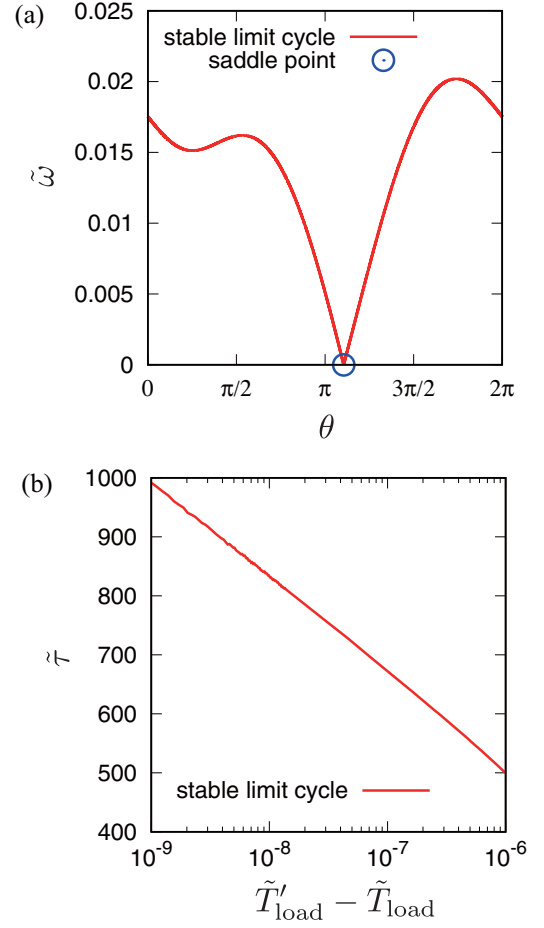 (a)
stable limit cycle
saddle point
0.025
0.02
0.015
0.01
0.005
0
ω̃
0 π/2 π 3π/2 2π
θ
(b)
1000
900
800
700
600
500
400
τ̃
stable limit cycle
10⁻⁹ 10⁻⁸ 10⁻⁷ 10⁻⁶
T̃′load − T̃load